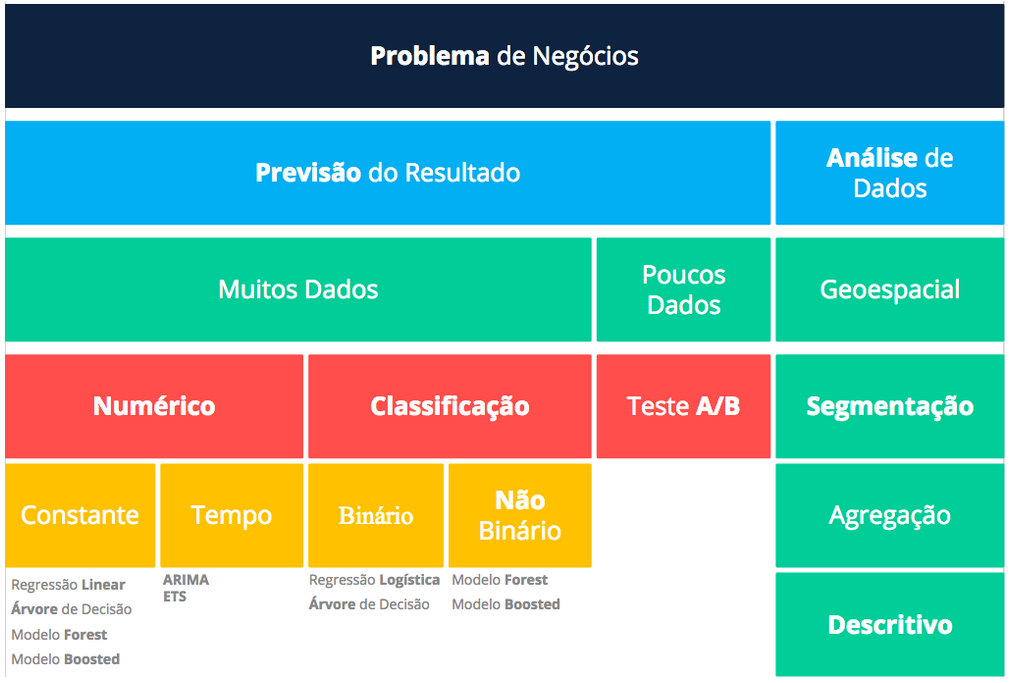 Problema de Negócios
Previsão do Resultado
Análise de
Dados
Muitos Dados
Poucos
Dados
Geoespacial
Numérico
Classificação
Teste A/B
Segmentação
Constante
Tempo
Binário
Não
Binário
Agregação
Regressão Linear
Árvore de Decisão
Modelo Forest
Modelo Boosted
ARIMA
ETS
Regressão Logística
Árvore de Decisão
Modelo Forest
Modelo Boosted
Descritivo